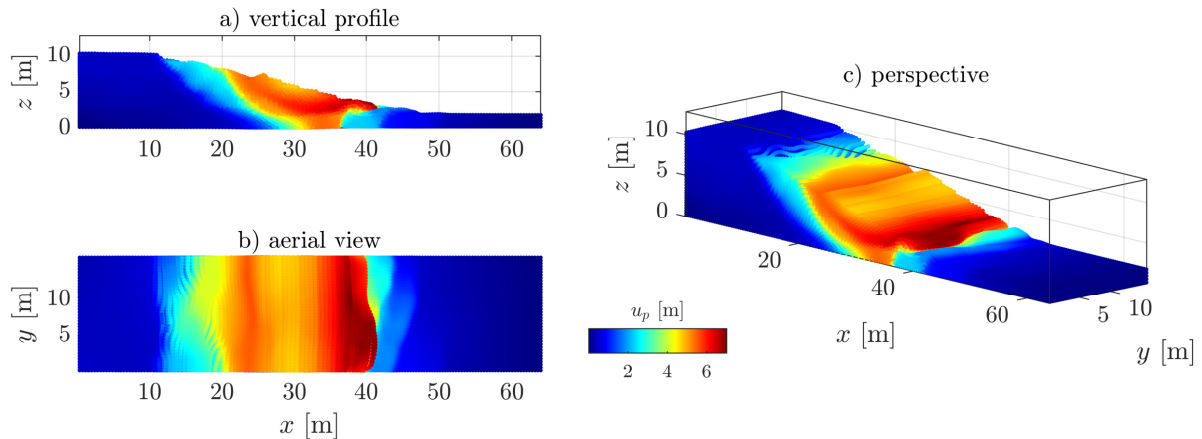 a) vertical profile
z [m]
10
5
0
10 20 30 40 50 60
b) aerial view
y [m]
10
5
10 20 30 40 50 60
x [m]
c) perspective
z [m]
10
5
0
20
40
60
x [m]
5 10
y [m]
u_p [m]
2 4 6